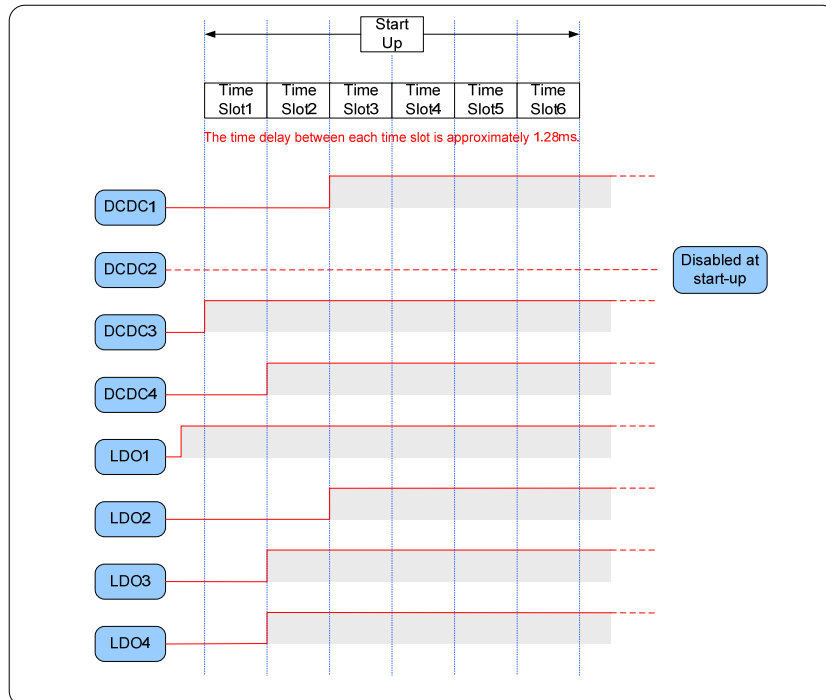 Start
Up
Time
Slot1
Time
Slot2
Time
Slot3
Time
Slot4
Time
Slot5
Time
Slot6
The time delay between each time slot is approximately 1.28ms.
DCDC1
DCDC2
Disabled at
start-up
DCDC3
DCDC4
LDO1
LDO2
LDO3
LDO4